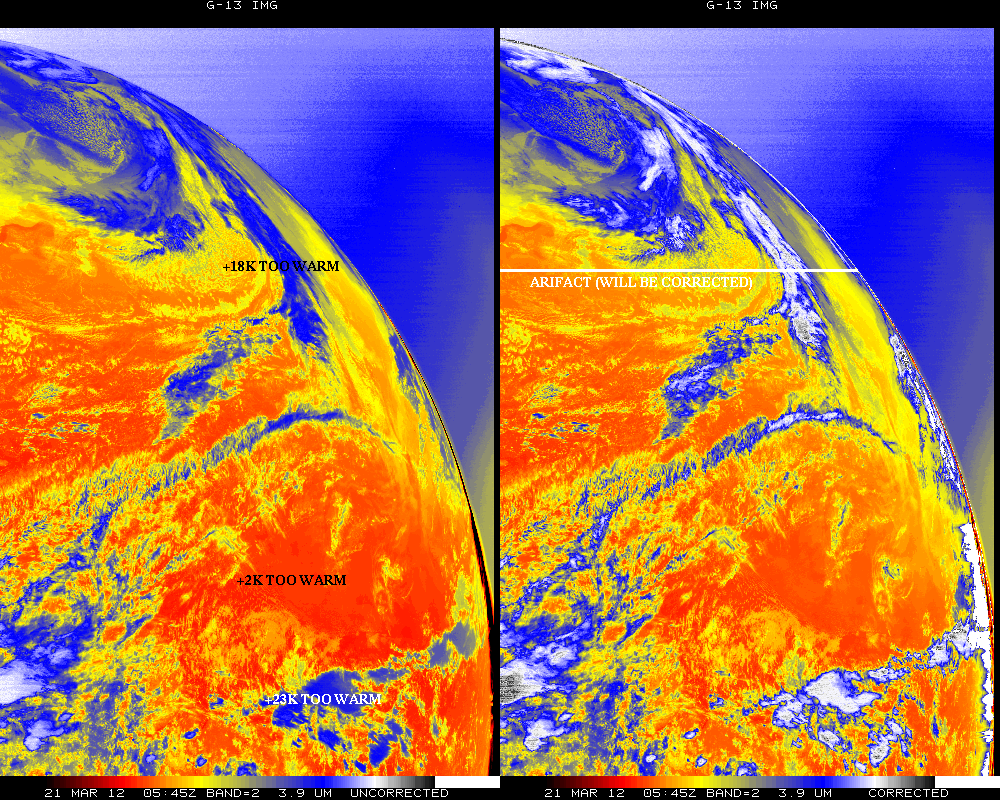 G-13 IMG
G-13 IMG
+18K TOO WARM
ARIFACT (WILL BE CORRECTED)
+2K TOO WARM
+23K TOO WARM
21 MAR 12 05:45Z BAND=2 3.9 UM UNCORRECTED
21 MAR 12 05:45Z BAND=2 3.9 UM CORRECTED